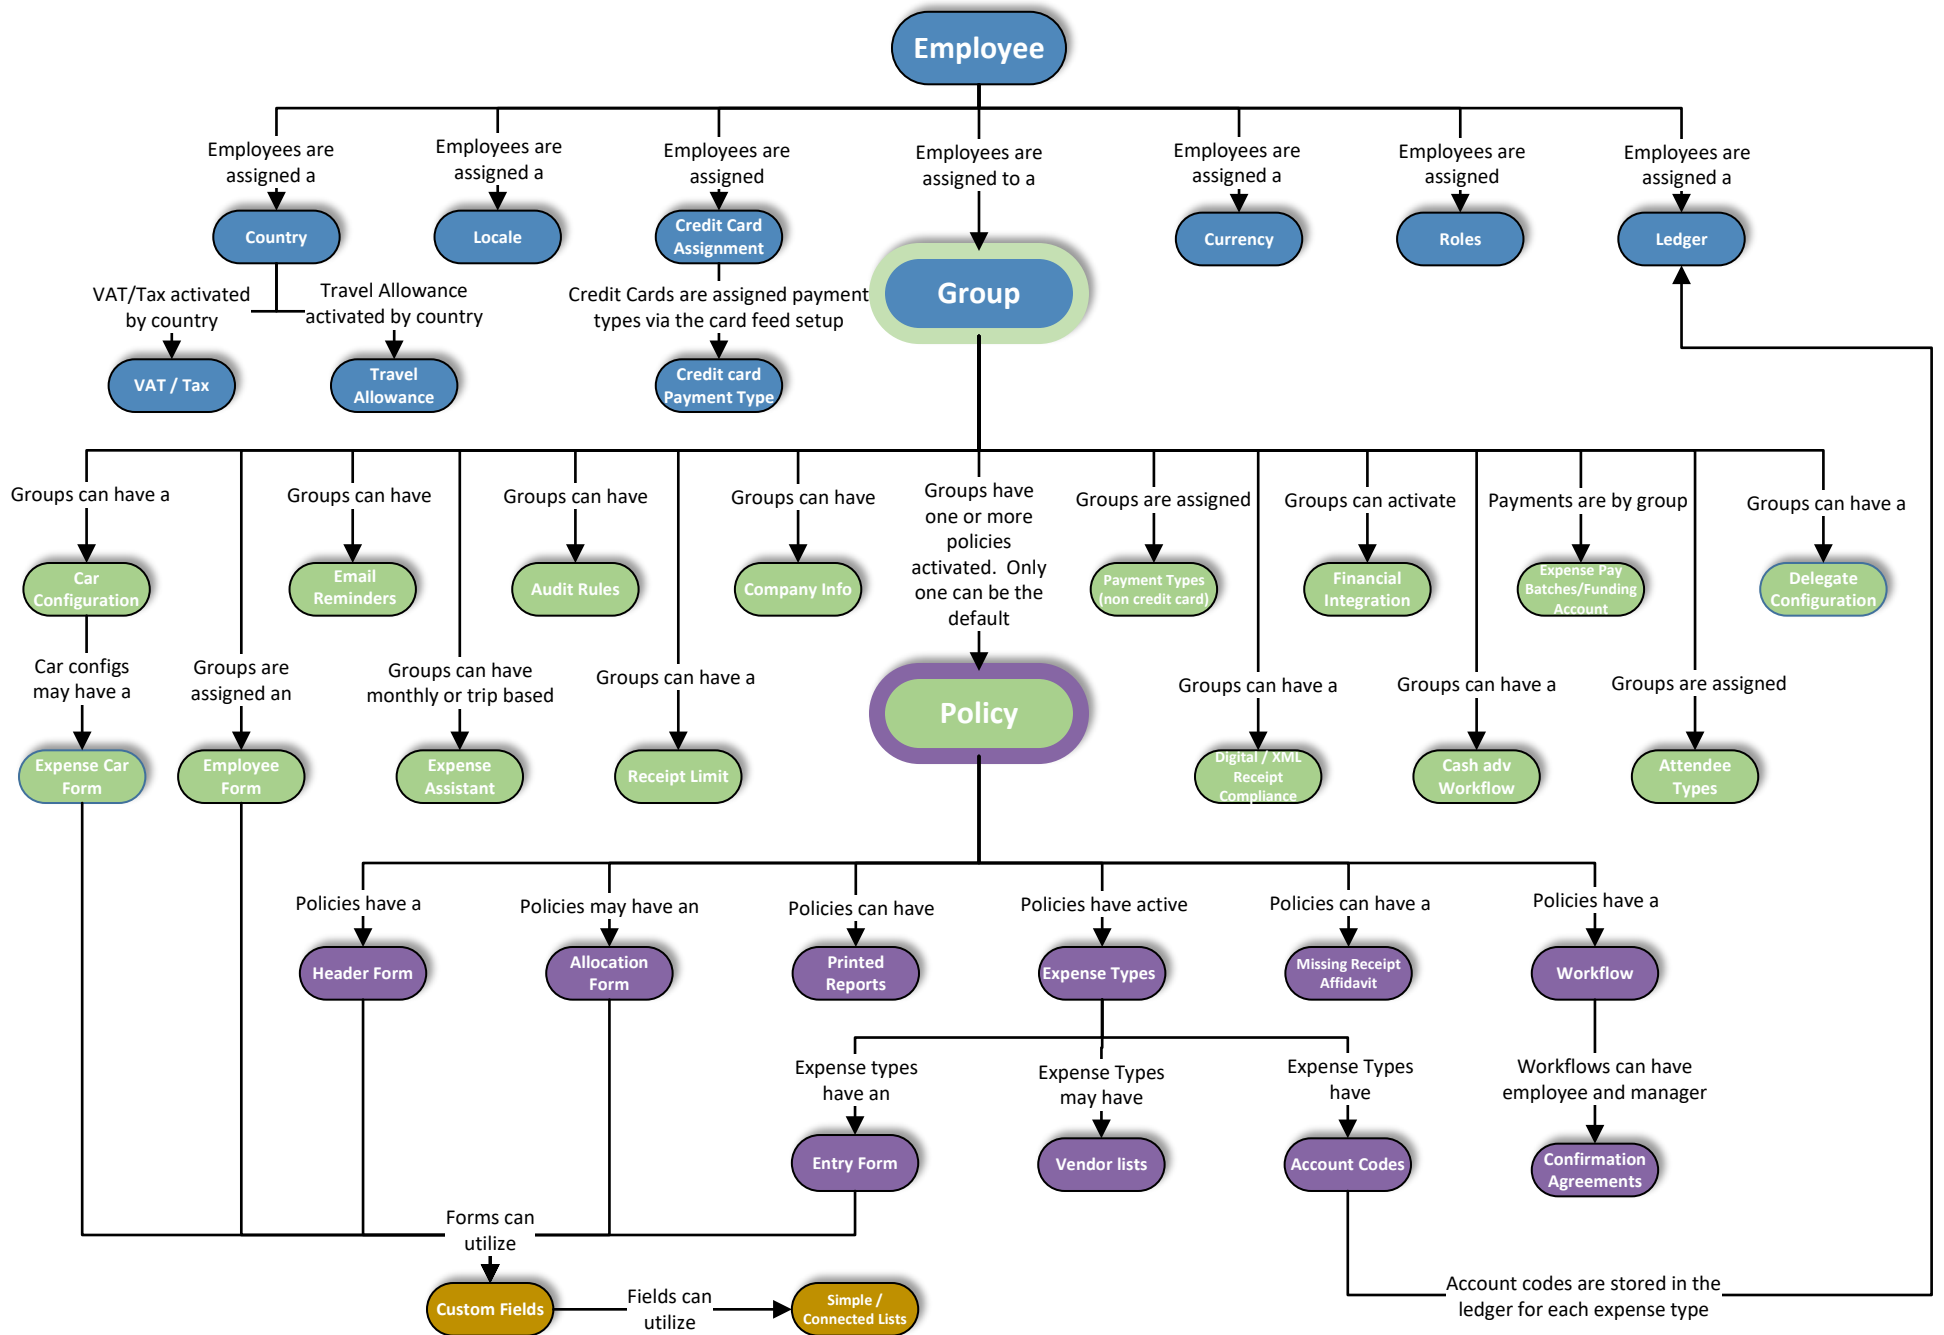 Employee
Employees are
assigned a
Employees are
assigned a
Employees are
assigned
Employees are
assigned to a
Employees are
assigned a
Employees are
assigned
Employees are
assigned a
Country
Locale
Credit Card
Assignment
Group
Currency
Roles
Ledger
VAT/Tax activated
by country
Travel Allowance
activated by country
Credit Cards are assigned payment
types via the card feed setup
VAT / Tax
Travel
Allowance
Credit card
Payment Type
Groups can have a
Groups can have
Groups can have
Groups can have
Groups have
one or more
policies
activated.  Only
one can be the
default
Groups are assigned
Groups can activate
Payments are by group
Groups can have a
Car
Configuration
Email
Reminders
Audit Rules
Company Info
Payment Types
(non credit card)
Financial
Integration
Expense Pay
Batches/Funding
Account
Delegate
Configuration
Car configs
may have a
Groups are
assigned an
Groups can have
monthly or trip based
Groups can have a
Policy
Groups can have a
Groups can have a
Groups are assigned
Expense Car
Form
Employee
Form
Expense
Assistant
Receipt Limit
Digital / XML
Receipt
Compliance
Cash adv
Workflow
Attendee
Types
Policies have a
Policies may have an
Policies can have
Policies have active
Policies can have a
Policies have a
Header Form
Allocation
Form
Printed
Reports
Expense Types
Missing Receipt
Affidavit
Workflow
Expense types
have an
Expense Types
may have
Expense Types
have
Workflows can have
employee and manager
Entry Form
Vendor lists
Account Codes
Confirmation
Agreements
Forms can
utilize
Custom Fields
Fields can
utilize
Simple /
Connected Lists
Account codes are stored in the
ledger for each expense type